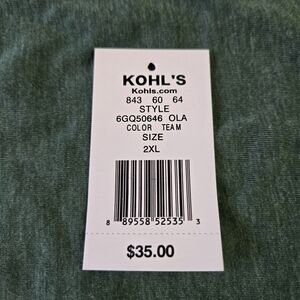 KOHL'S
Kohls.com
843 60 64
STYLE
6GQ50646 OLA
COLOR TEAM
SIZE
2XL
8 89558 52535 3
$35.00